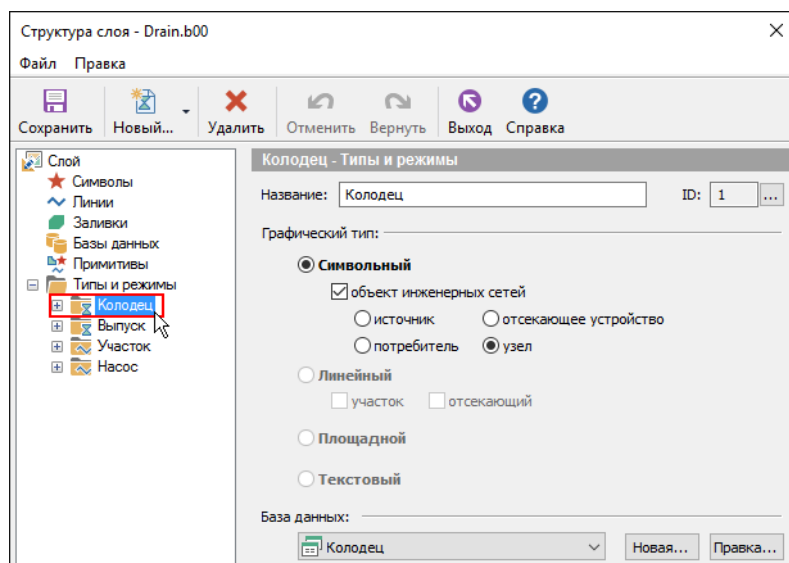 Структура слоя - Drain.b00
Файл Правка
Сохранить Новый... Удалить Отменить Вернуть Выход Справка
Слой
Символы
Линии
Заливки
Базы данных
Примитивы
Типы и режимы
Колодец
Выпуск
Участок
Насос
Колодец - Типы и режимы
Название: Колодец ID: 1 ...
Графический тип:
Символьный
объект инженерных сетей
источник отсекающее устройство
потребитель узел
Линейный
участок отсекающий
Площадной
Текстовый
База данных:
Колодец Новая... Правка...